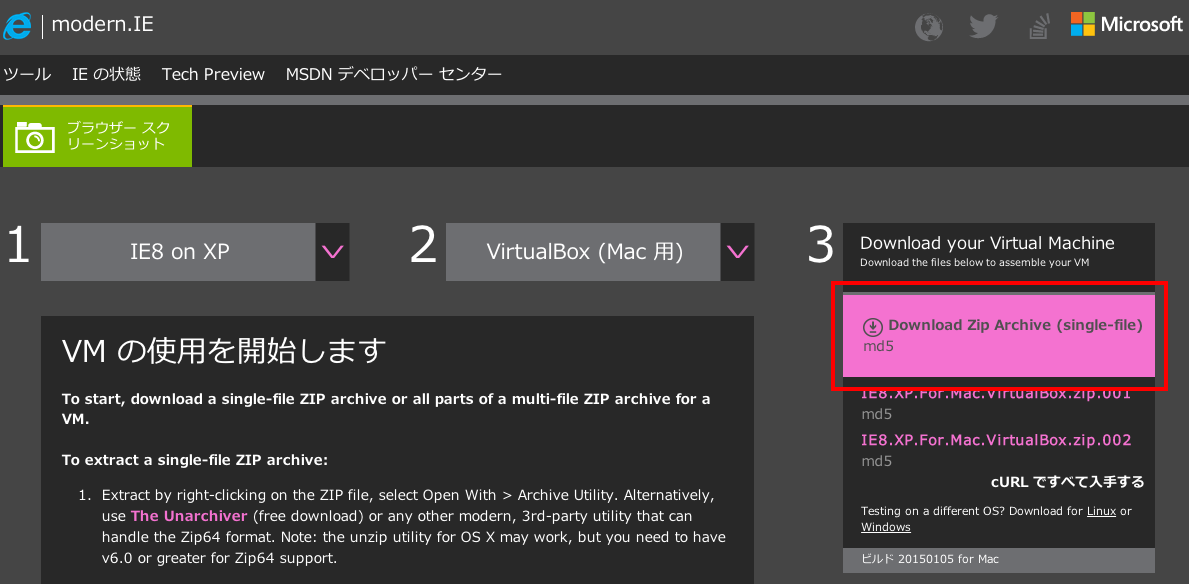 modern.IE
Microsoft
ツール IE の状態 Tech Preview MSDN デベロッパー センター
ブラウザー スク
リーンショット
1 IE8 on XP
2 VirtualBox (Mac 用)
3 Download your Virtual Machine
Download the files below to assemble your VM
Download Zip Archive (single-file)
md5
IE8.XP.For.Mac.VirtualBox.zip.001
md5
IE8.XP.For.Mac.VirtualBox.zip.002
md5
cURL ですべて入手する
Testing on a different OS? Download for Linux or
Windows
ビルド 20150105 for Mac
VM の使用を開始します
To start, download a single-file ZIP archive or all parts of a multi-file ZIP archive for a
VM.
To extract a single-file ZIP archive:
1. Extract by right-clicking on the ZIP file, select Open With > Archive Utility. Alternatively,
use The Unarchiver (free download) or any other modern, 3rd-party utility that can
handle the Zip64 format. Note: the unzip utility for OS X may work, but you need to have
v6.0 or greater for Zip64 support.